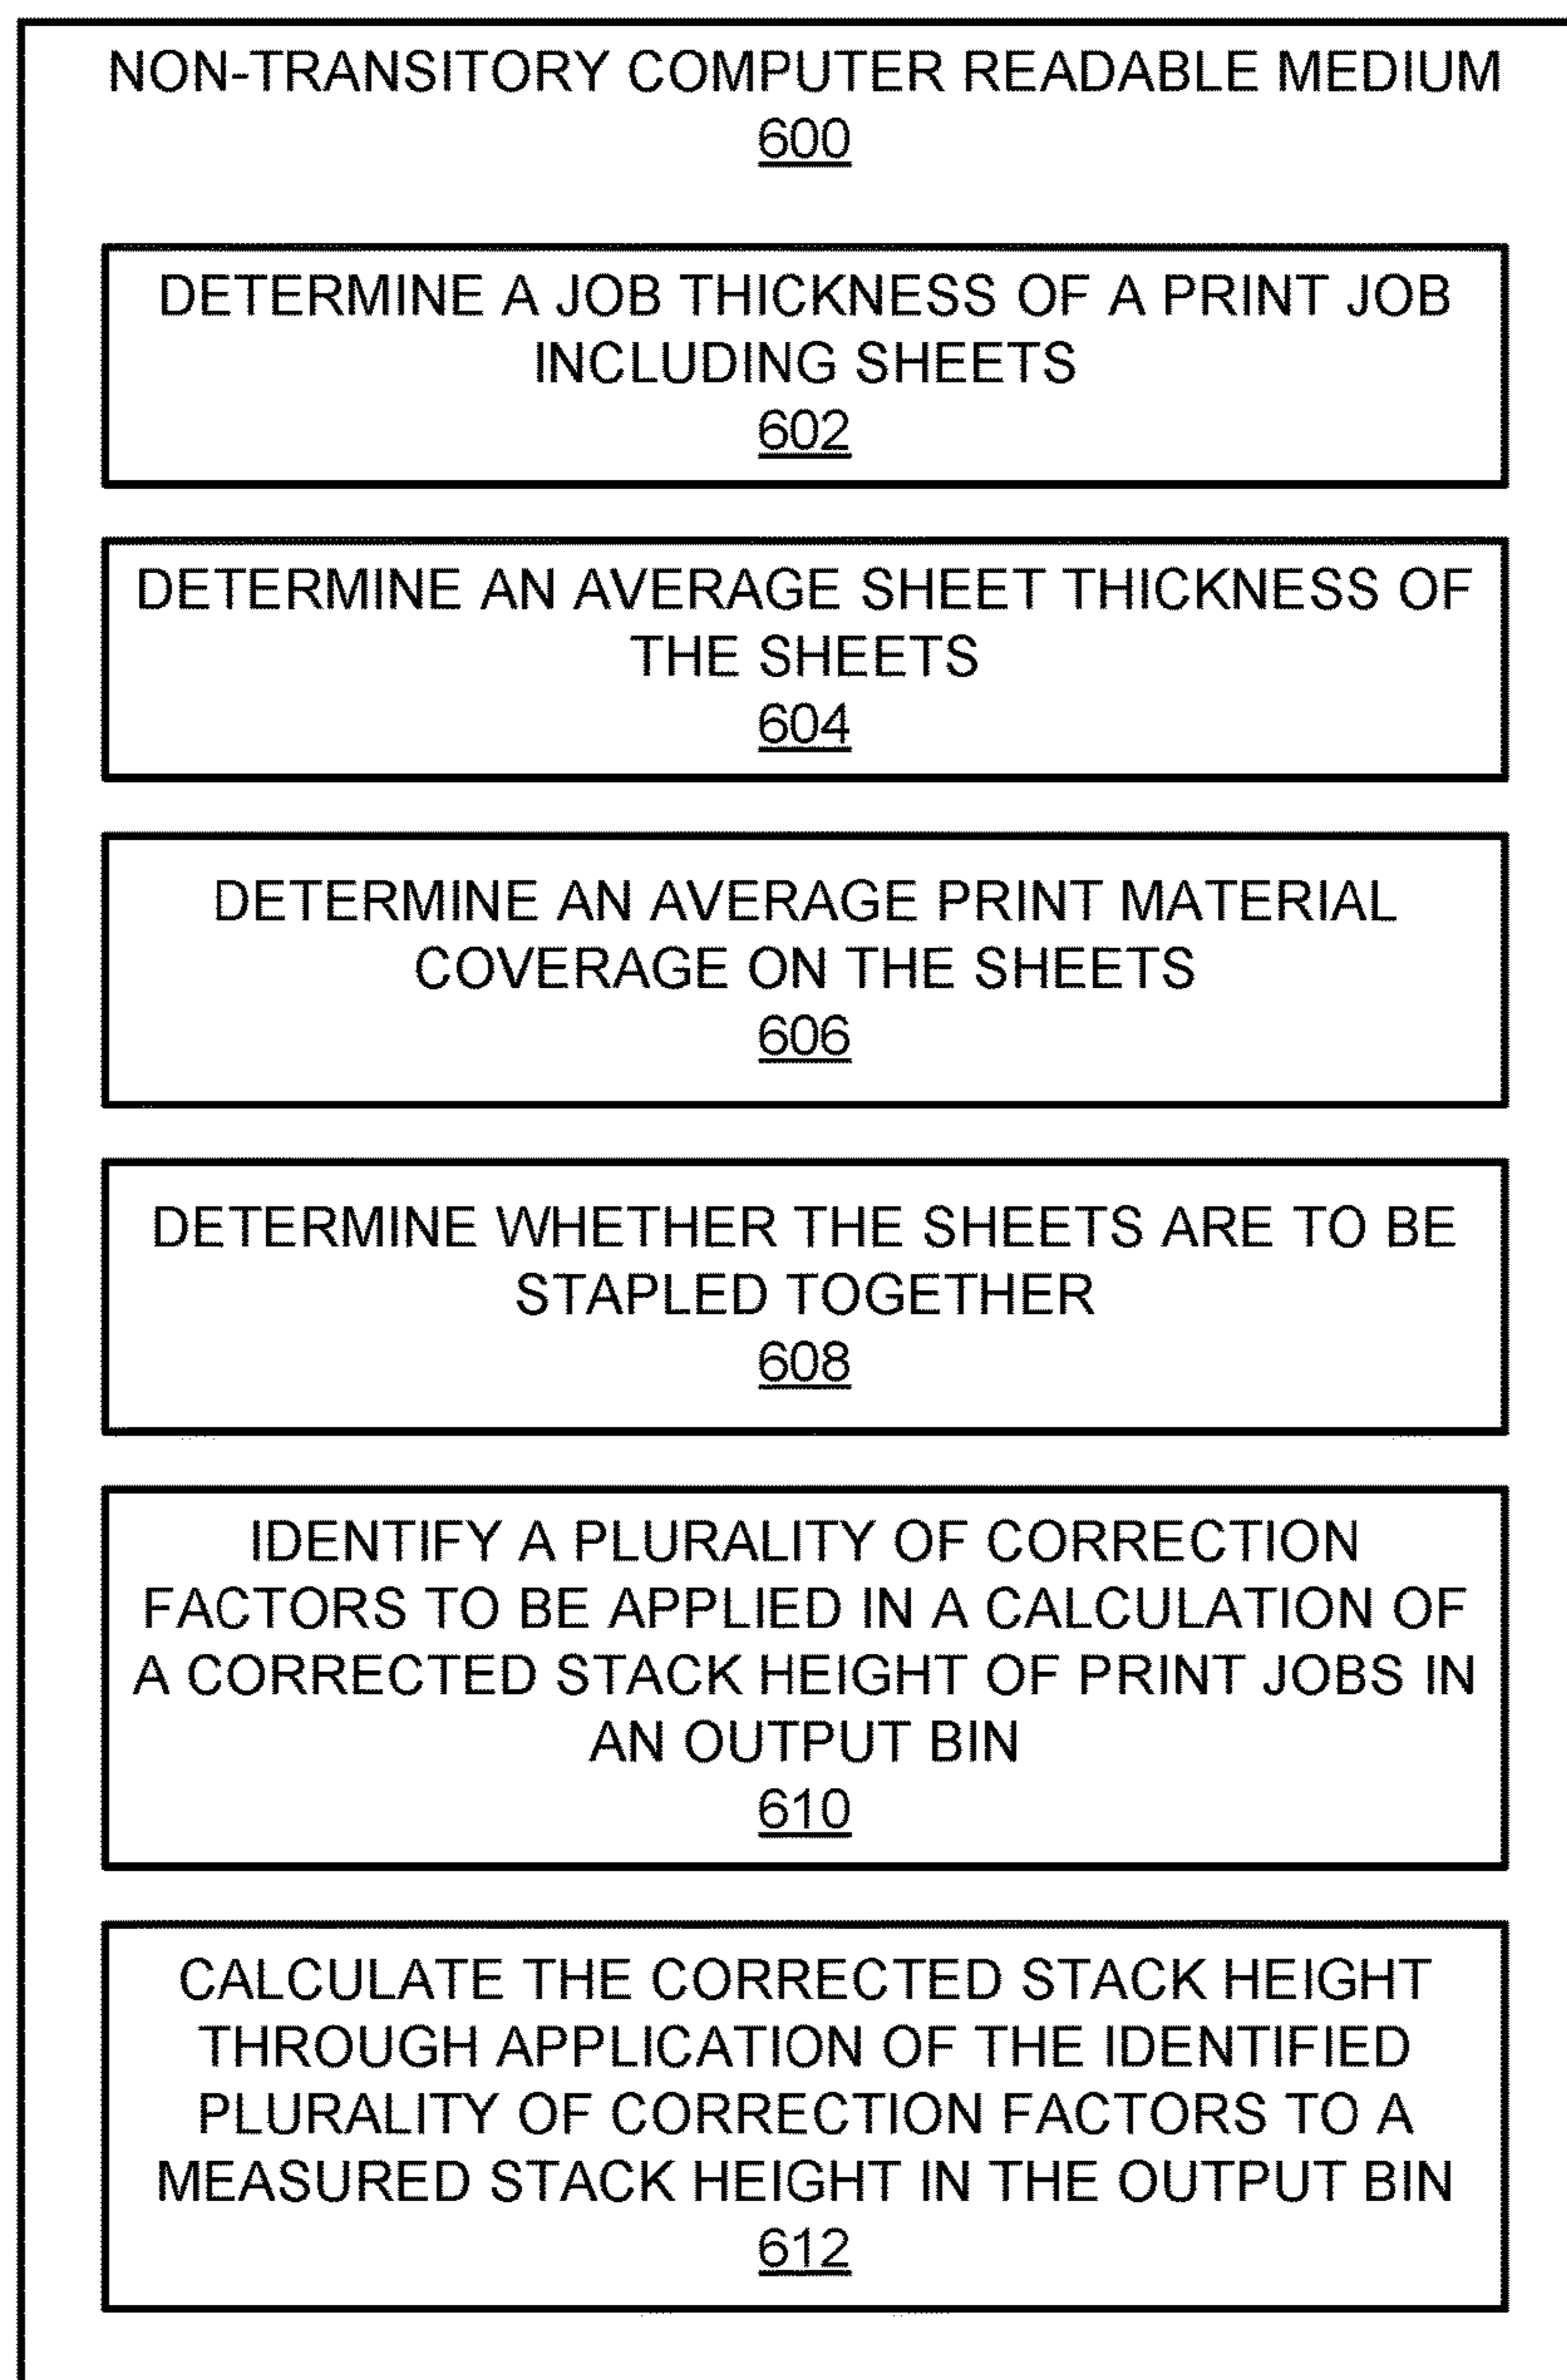 NON-TRANSITORY COMPUTER READABLE MEDIUM
600
DETERMINE A JOB THICKNESS OF A PRINT JOB
INCLUDING SHEETS
602
DETERMINE AN AVERAGE SHEET THICKNESS OF
THE SHEETS
604
DETERMINE AN AVERAGE PRINT MATERIAL
COVERAGE ON THE SHEETS
606
DETERMINE WHETHER THE SHEETS ARE TO BE
STAPLED TOGETHER
608
IDENTIFY A PLURALITY OF CORRECTION
FACTORS TO BE APPLIED IN A CALCULATION OF
A CORRECTED STACK HEIGHT OF PRINT JOBS IN
AN OUTPUT BIN
610
CALCULATE THE CORRECTED STACK HEIGHT
THROUGH APPLICATION OF THE IDENTIFIED
PLURALITY OF CORRECTION FACTORS TO A
MEASURED STACK HEIGHT IN THE OUTPUT BIN
612